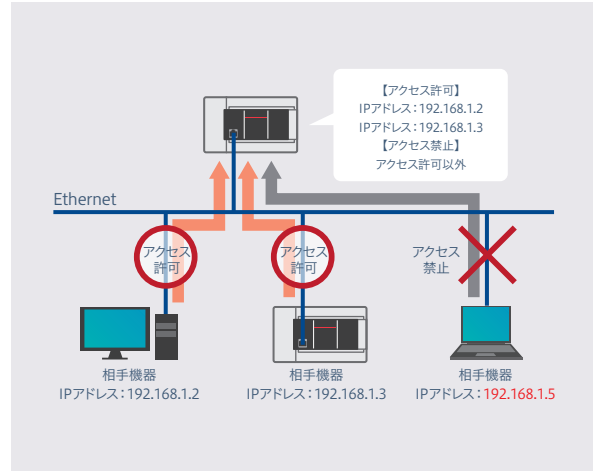 【アクセス許可】
IPアドレス：192.168.1.2
IPアドレス：192.168.1.3
【アクセス禁止】
アクセス許可以外
Ethernet
アクセス
許可
アクセス
許可
アクセス
禁止
相手機器
IPアドレス：192.168.1.2
相手機器
IPアドレス：192.168.1.3
相手機器
IPアドレス：192.168.1.5